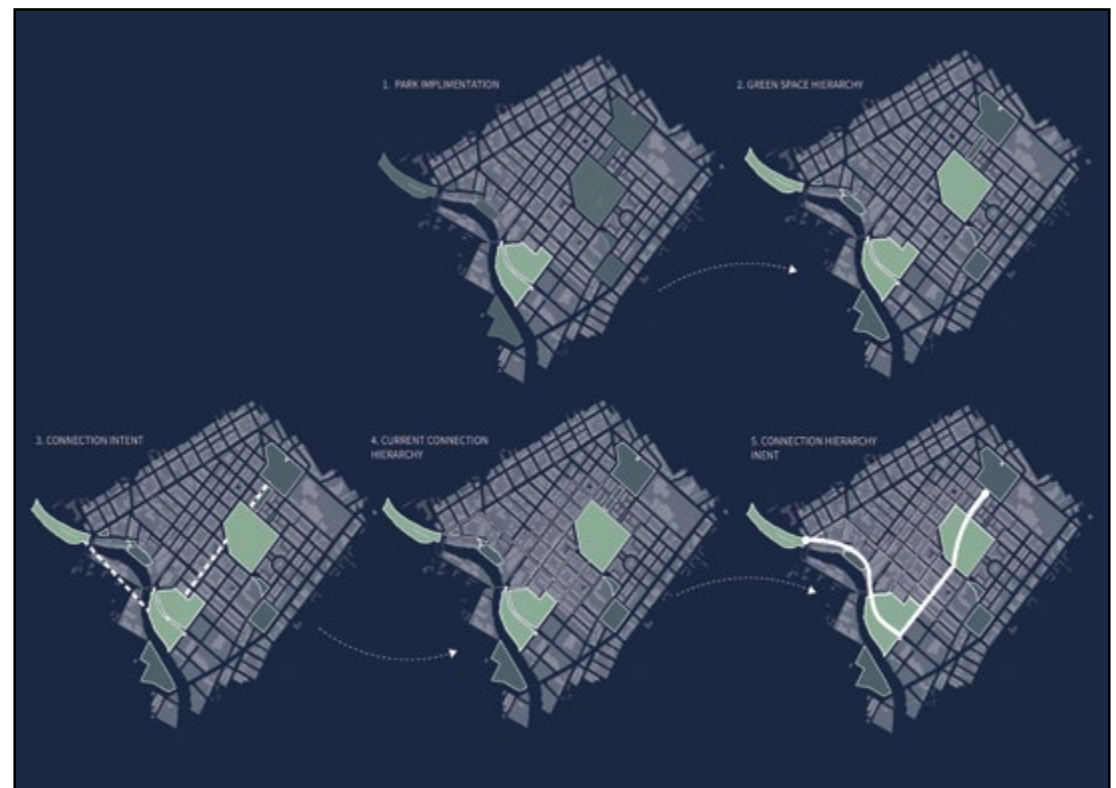 1. PARK IMPLIMENTATION
2. GREEN SPACE HIERARCHY
3. CONNECTION INTENT
4. CURRENT CONNECTION
HIERARCHY
5. CONNECTION HIERARCHY
INENT